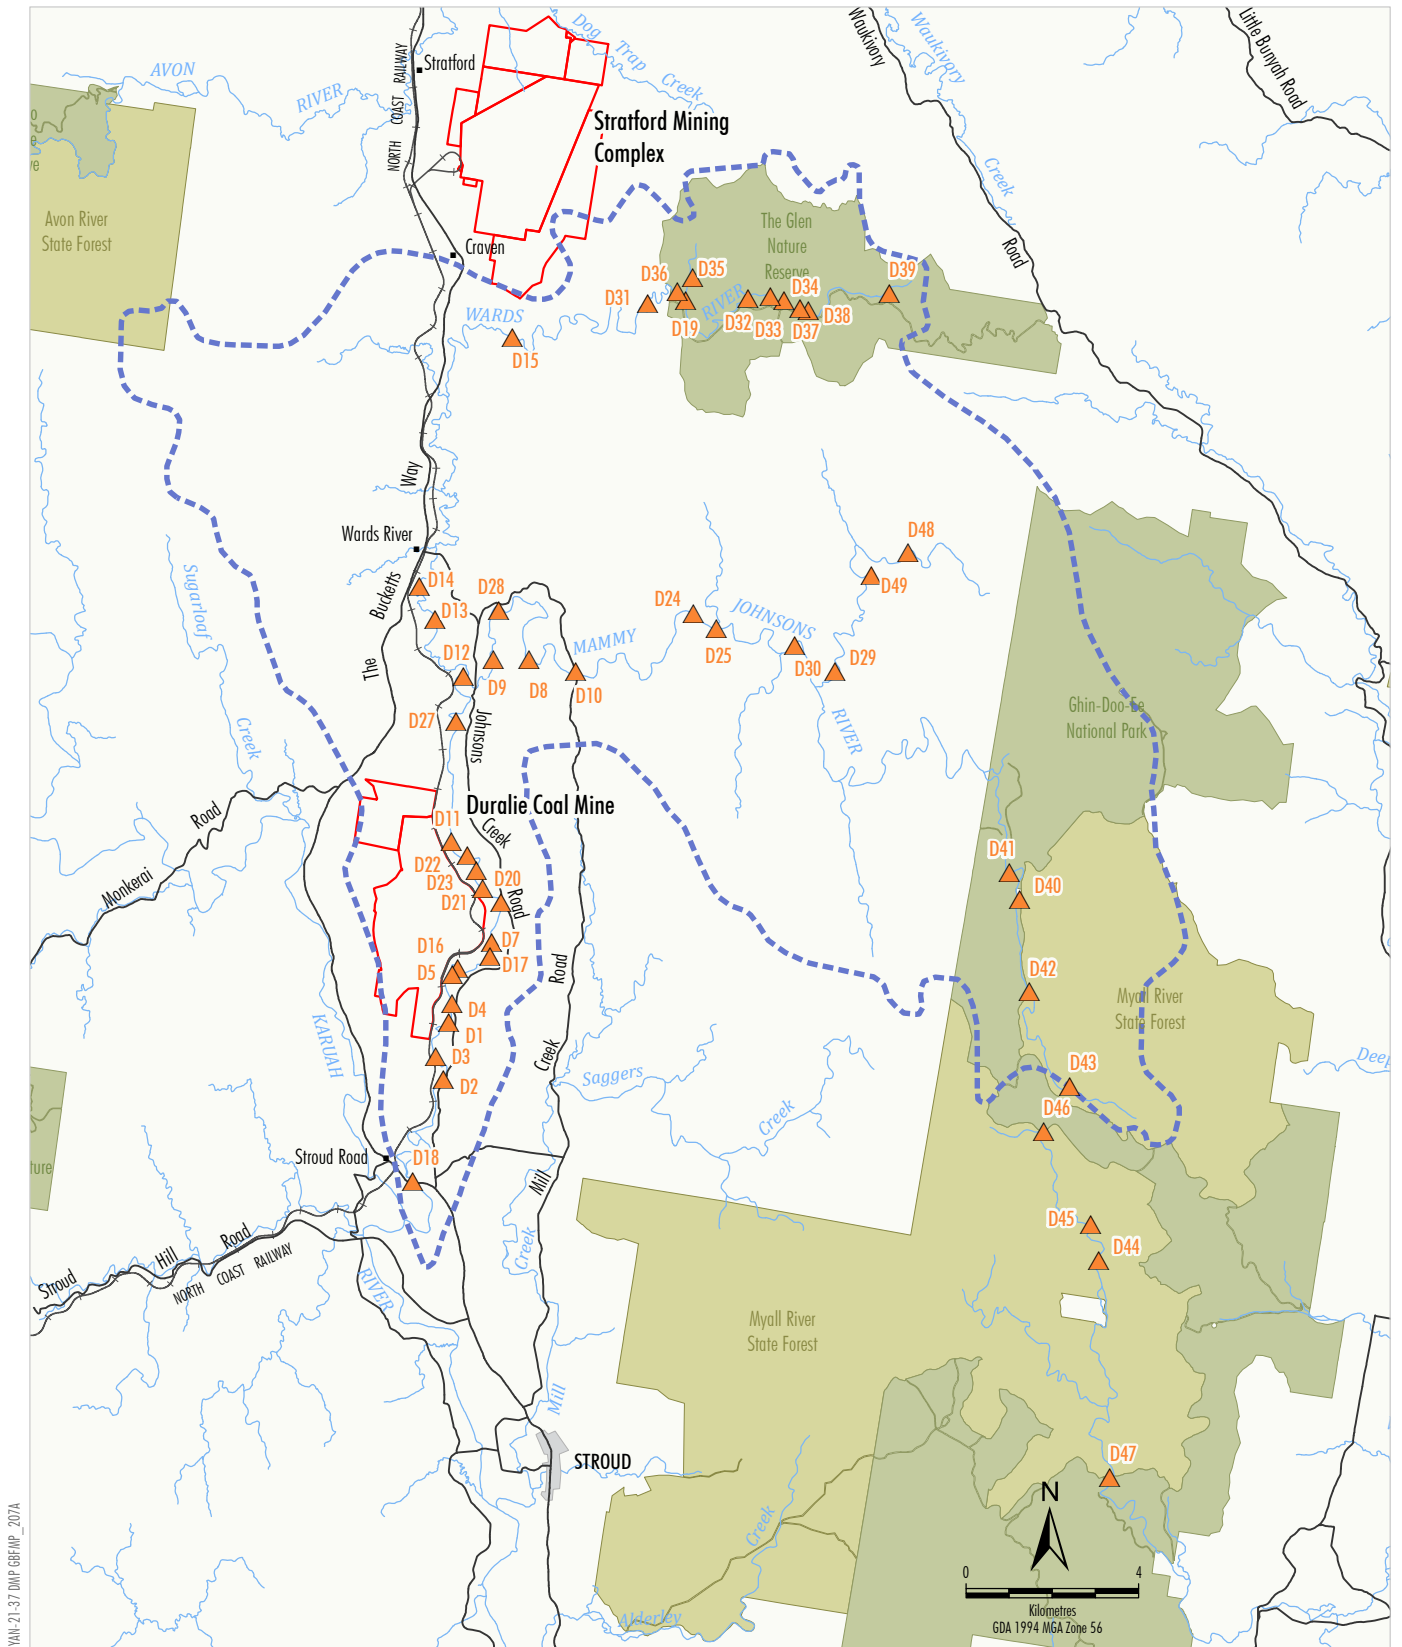 Dog Trap Creek
Waukivory
Waukivory
Creek
Road
Little Bunyah Road
NORTH COAST RAILWAY
Stratford
AVON
RIVER
Stratford Mining
Complex
Avon River
State Forest
The Glen
Nature
Reserve
Craven
D35
D36
D39
D31
D34
RIVER
WARDS
D19
D32
D33
D37
D38
D15
Way
Wards River
D48
D14
D28
D49
Bucketts
D13
D24
JOHNSONS
Sugarloaf
MAMMY
D12
D25
The
D9
D8
D10
D30
D29
D27
Johnsons
RIVER
Ghin-Doo-Ee
National Park
Creek
Duralie Coal Mine
Road
D11
Creek
D22
D41
D23
D20
D40
Monkerai
D21
Road
D16
D7
D17
D5
Road
D42
D4
Myall River
State Forest
D1
KARUAH
D3
Creek
D43
Deep
D2
Saggers
D46
Creek
Stroud Road
D18
ture
Mill
D45
Stroud Hill Road
NORTH COAST RAILWAY
Creek
D44
RIVER
Myall River
State Forest
Mill
STROUD
D47
Creek
N
0 4
Kilometres
GDA 1994 MGA Zone 56
Alderley
YAN-21-37 DMP GBFMP_207A